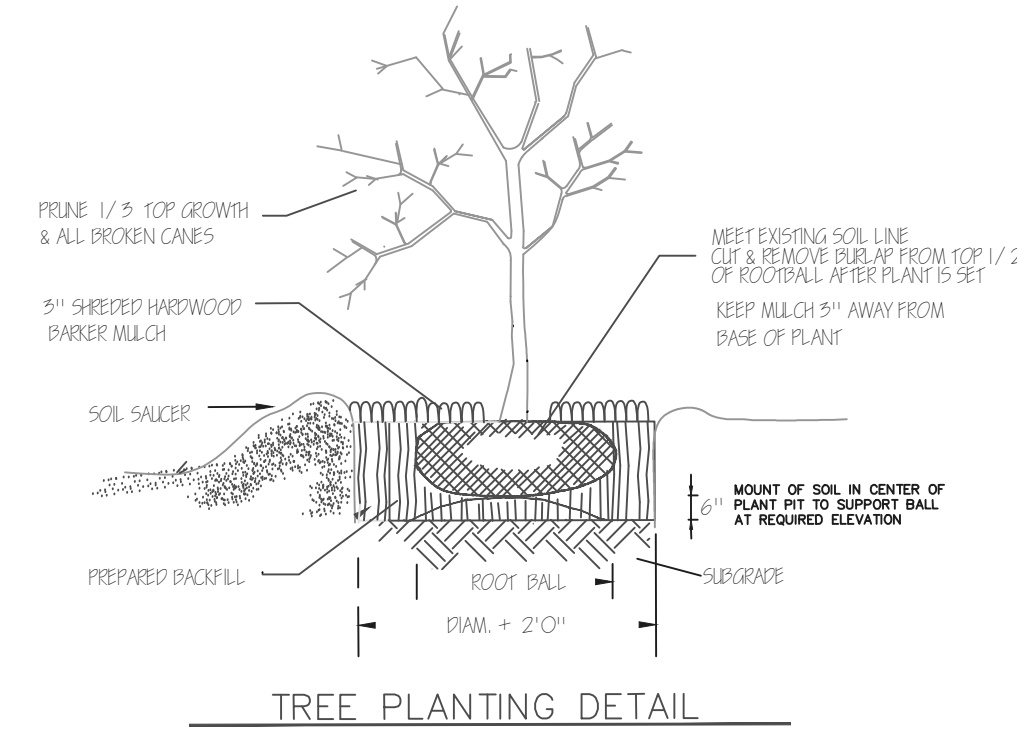 PRUNE 1/3 TOP GROWTH
& ALL BROKEN CANES
3" SHREDED HARDWOOD
BARKER MULCH
SOIL SAUCER
PREPARED BACKFILL
MEET EXISTING SOIL LINE
CUT & REMOVE BURLAP FROM TOP 1/2
OF ROOTBALL AFTER PLANT IS SET
KEEP MULCH 3" AWAY FROM
BASE OF PLANT
6"
MOUNT OF SOIL IN CENTER OF
PLANT PIT TO SUPPORT BALL
AT REQUIRED ELEVATION
SUBGRADE
ROOT BALL
DIAM. + 2'0"
TREE PLANTING DETAIL